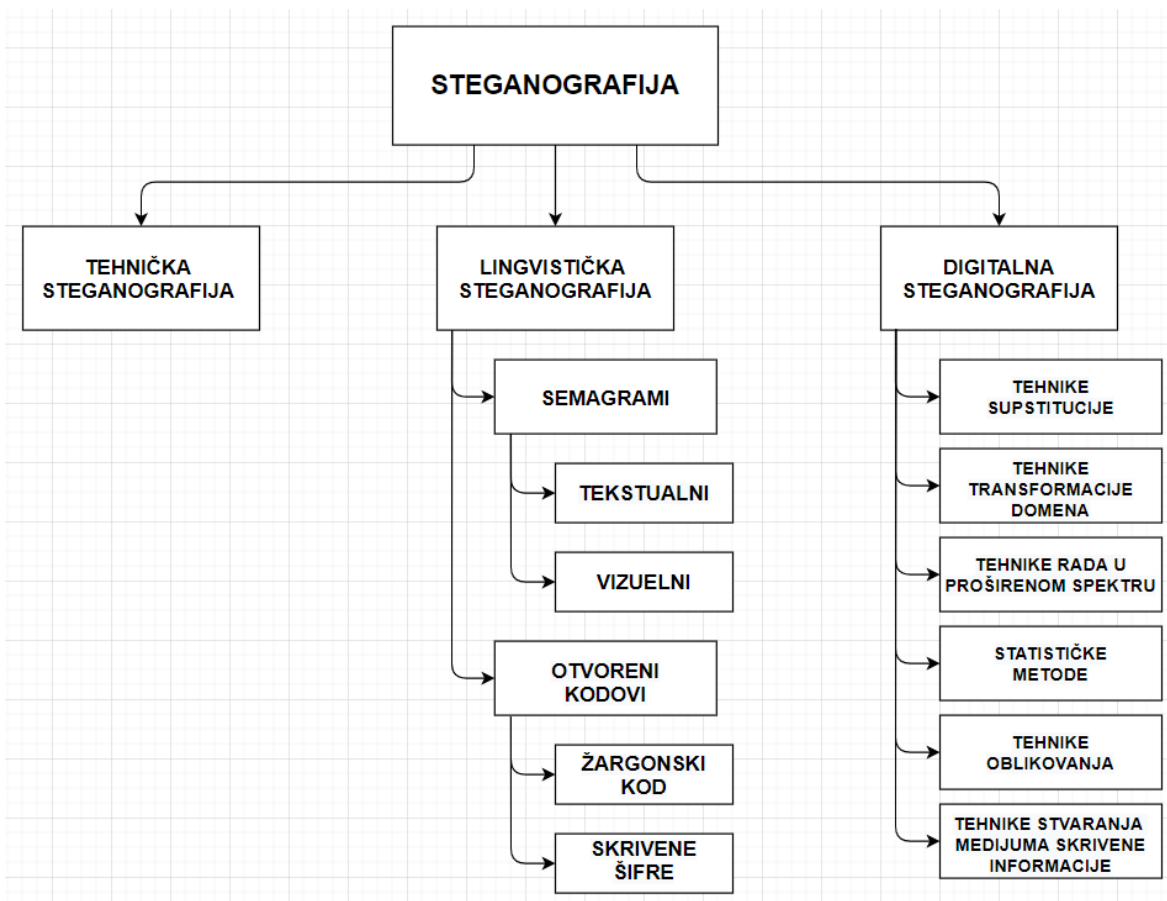 STEGANOGRAFIJA
TEHNIČKA
STEGANOGRAFIJA
LINGVISTIČKA
STEGANOGRAFIJA
DIGITALNA
STEGANOGRAFIJA
SEMAGRAMI
TEKSTUALNI
VIZUELNI
OTVORENI
KODOVI
ŽARGONSKI
KOD
SKRIVENE
ŠIFRE
TEHNIKE
SUPSTITUCIJE
TEHNIKE
TRANSFORMACIJE
DOMENA
TEHNIKE RADA U
PROŠIRENOM SPEKTRU
STATISTIČKE
METODE
TEHNIKE
OBLIKOVANJA
TEHNIKE STVARANJA
MEDIJUMA SKRIVENE
INFORMACIJE